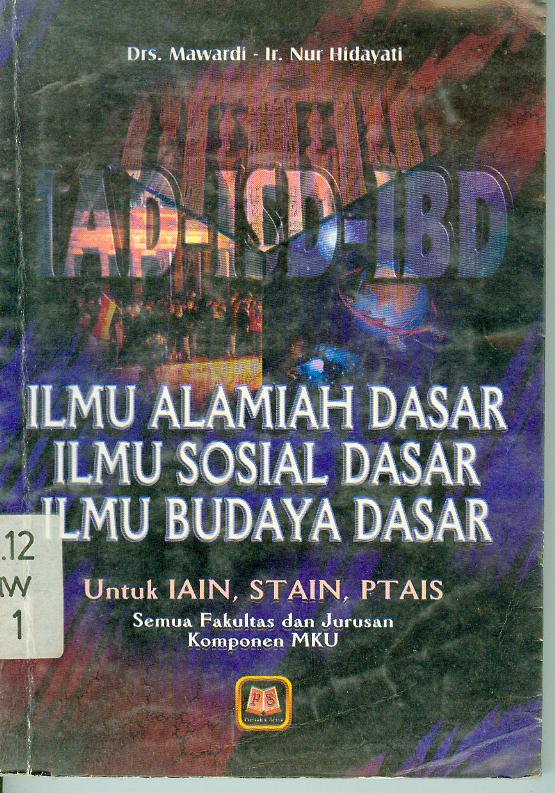 Drs. Mawardi - Ir. Nur Hidayati
IAD-ISD-IBD
ILMU ALAMIAH DASAR
ILMU SOSIAL DASAR
ILMU BUDAYA DASAR
.12
1
Untuk IAIN, STAIN, PTAIS
Semua Fakultas dan Jurusan
Komponen MKU
PS